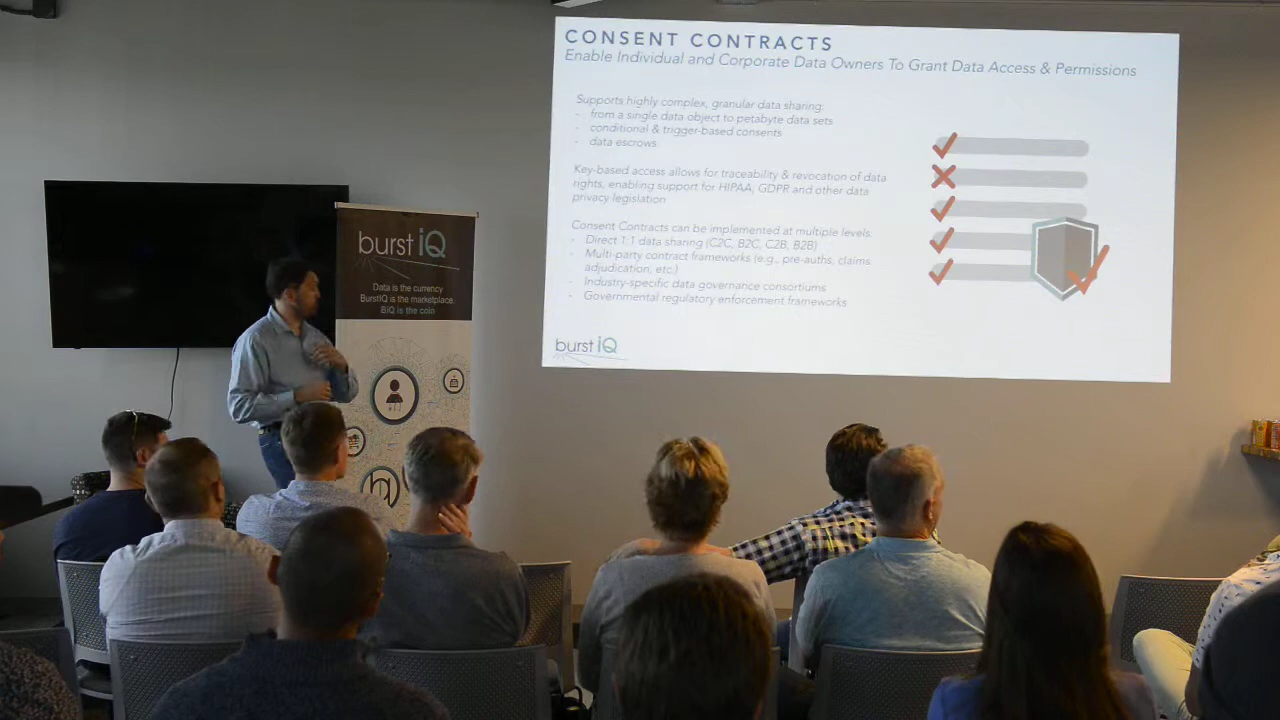 CONSENT CONTRACTS
Enable Individual and Corporate Data Owners To Grant Data Access & Permissions
Supports highly complex, granular data sharing:
- from a single data object to petabyte data sets
- conditional & trigger-based consents
- data escrows
Key-based access allows for traceability & revocation of data
rights, enabling support for HIPAA, GDPR and other data
privacy legislation
Consent Contracts can be implemented at multiple levels
- Direct 1:1 data sharing (C2C, B2C, C2B, B2B)
- Multi-party contract frameworks (e.g., pre-auths, claims
adjudication, etc.)
- Industry-specific data governance consortiums
- Governmental regulatory enforcement frameworks
burst iQ
burst iQ
Data is the currency
BurstIQ is the marketplace.
BiQ is the coin